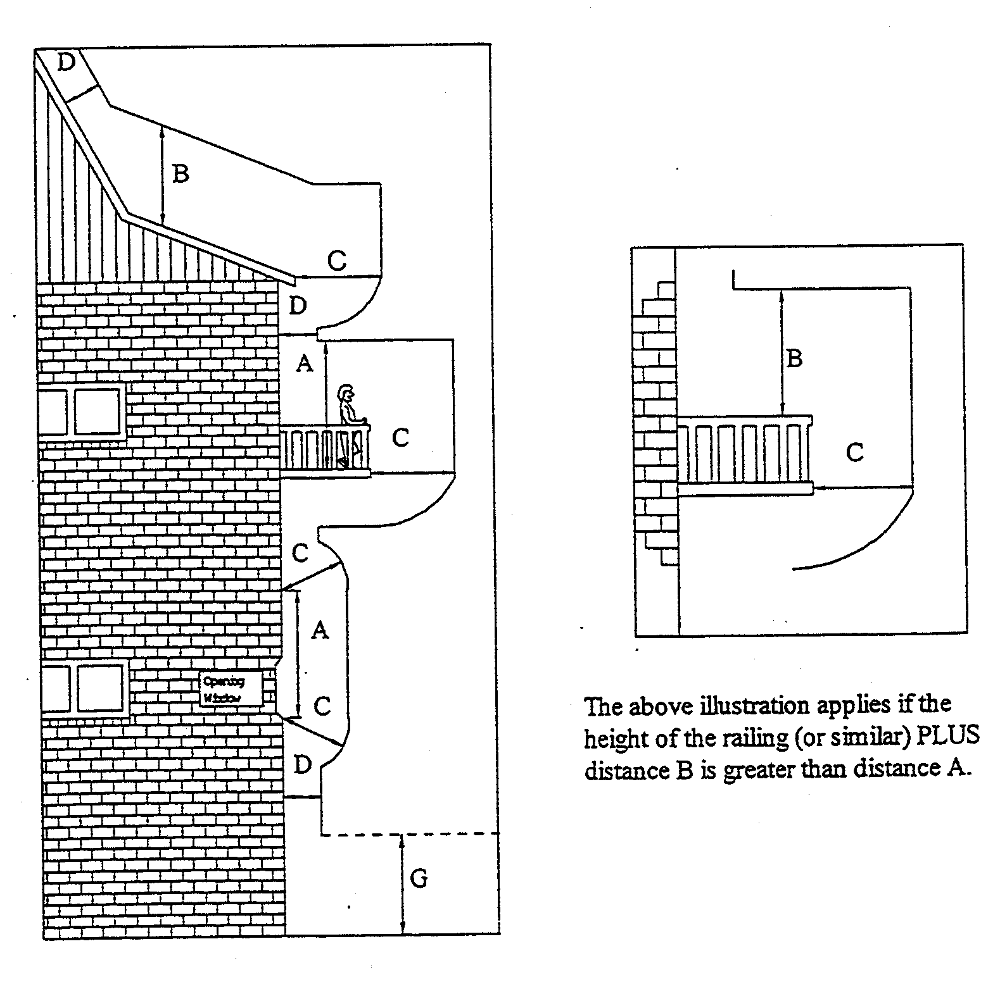 D
B
C
D
A
C
C
A
Opening
Window
C
D
G
B
C
The above illustration applies if the
height of the railing (or similar) PLUS
distance B is greater than distance A.